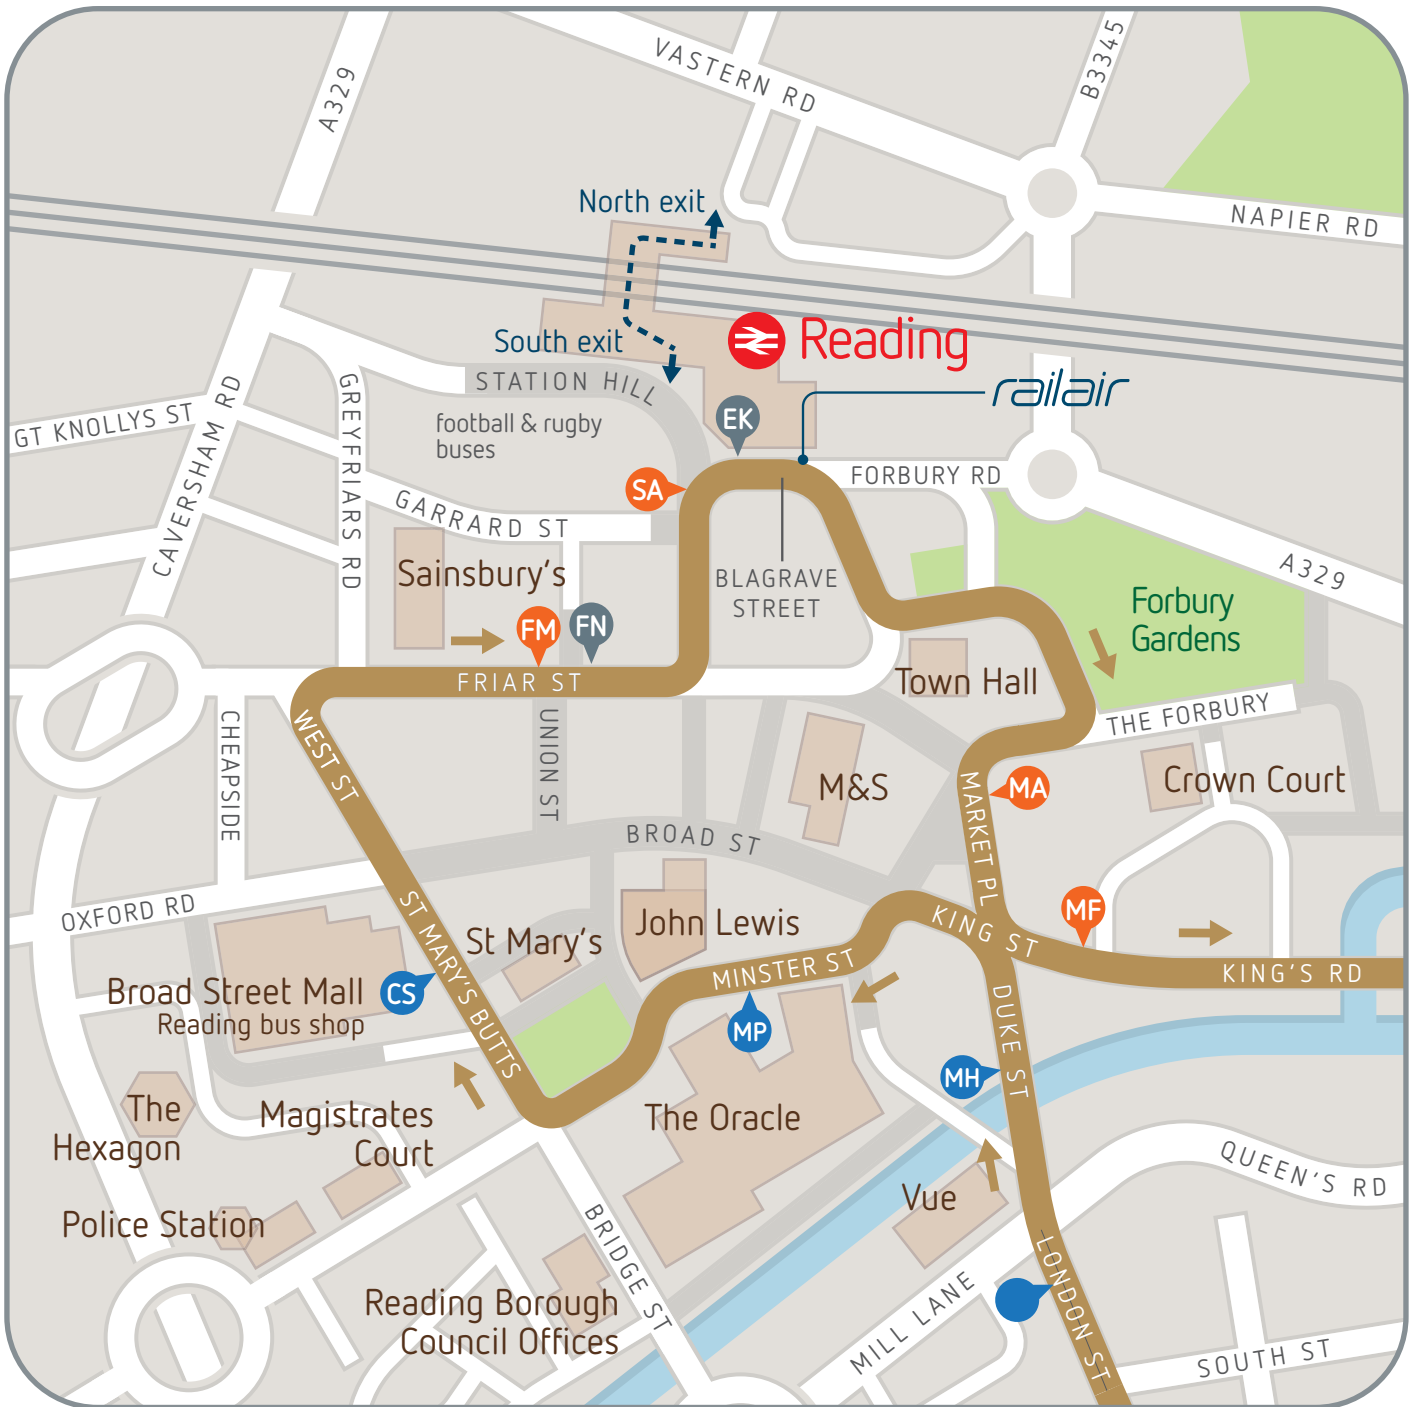 VASTERN RD
B3345
A329
North exit
NAPIER RD
South exit
Reading
railair
STATION HILL
football & rugby
buses
EK
GREYFRIARS RD
GT KNOLLYS ST
CAVERSHAM RD
SA
FORBURY RD
GARRARD ST
A329
Sainsbury's
BLAGRAVE
STREET
Forbury
Gardens
FM
FN
FRIAR ST
Town Hall
THE FORBURY
WEST ST
CHEAPSIDE
UNION ST
M&S
MARKET PL
MA
Crown Court
BROAD ST
OXFORD RD
ST MARY'S BUTTS
St Mary's
John Lewis
MF
KING ST
KING'S RD
MINSTER ST
Broad Street Mall
Reading bus shop
CS
MP
DUKE ST
MH
The
Hexagon
Magistrates
Court
The Oracle
QUEEN'S RD
Vue
Police Station
BRIDGE ST
LONDON ST
Reading Borough
Council Offices
MILL LANE
SOUTH ST